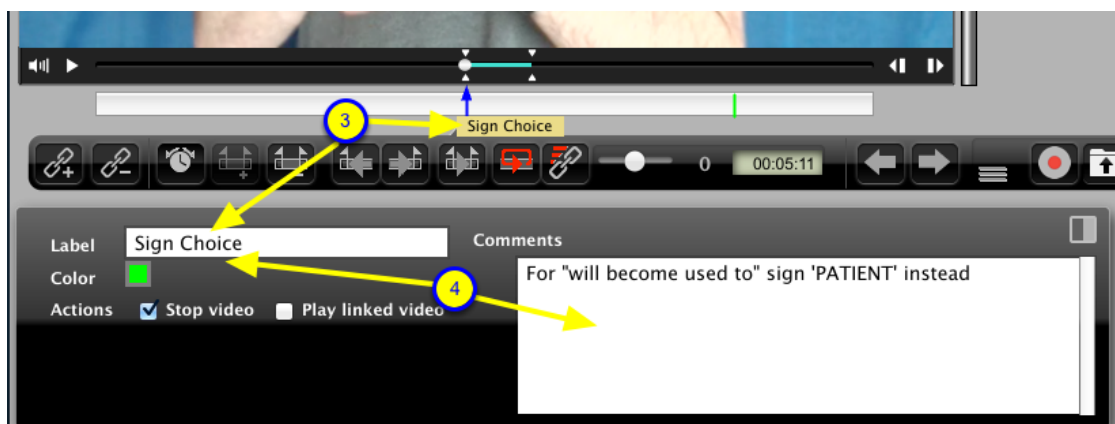 3
Sign Choice
0
00:05:11
Label
Sign Choice
Comments
Color
For "will become used to" sign 'PATIENT' instead
4
Actions
Stop video
Play linked video